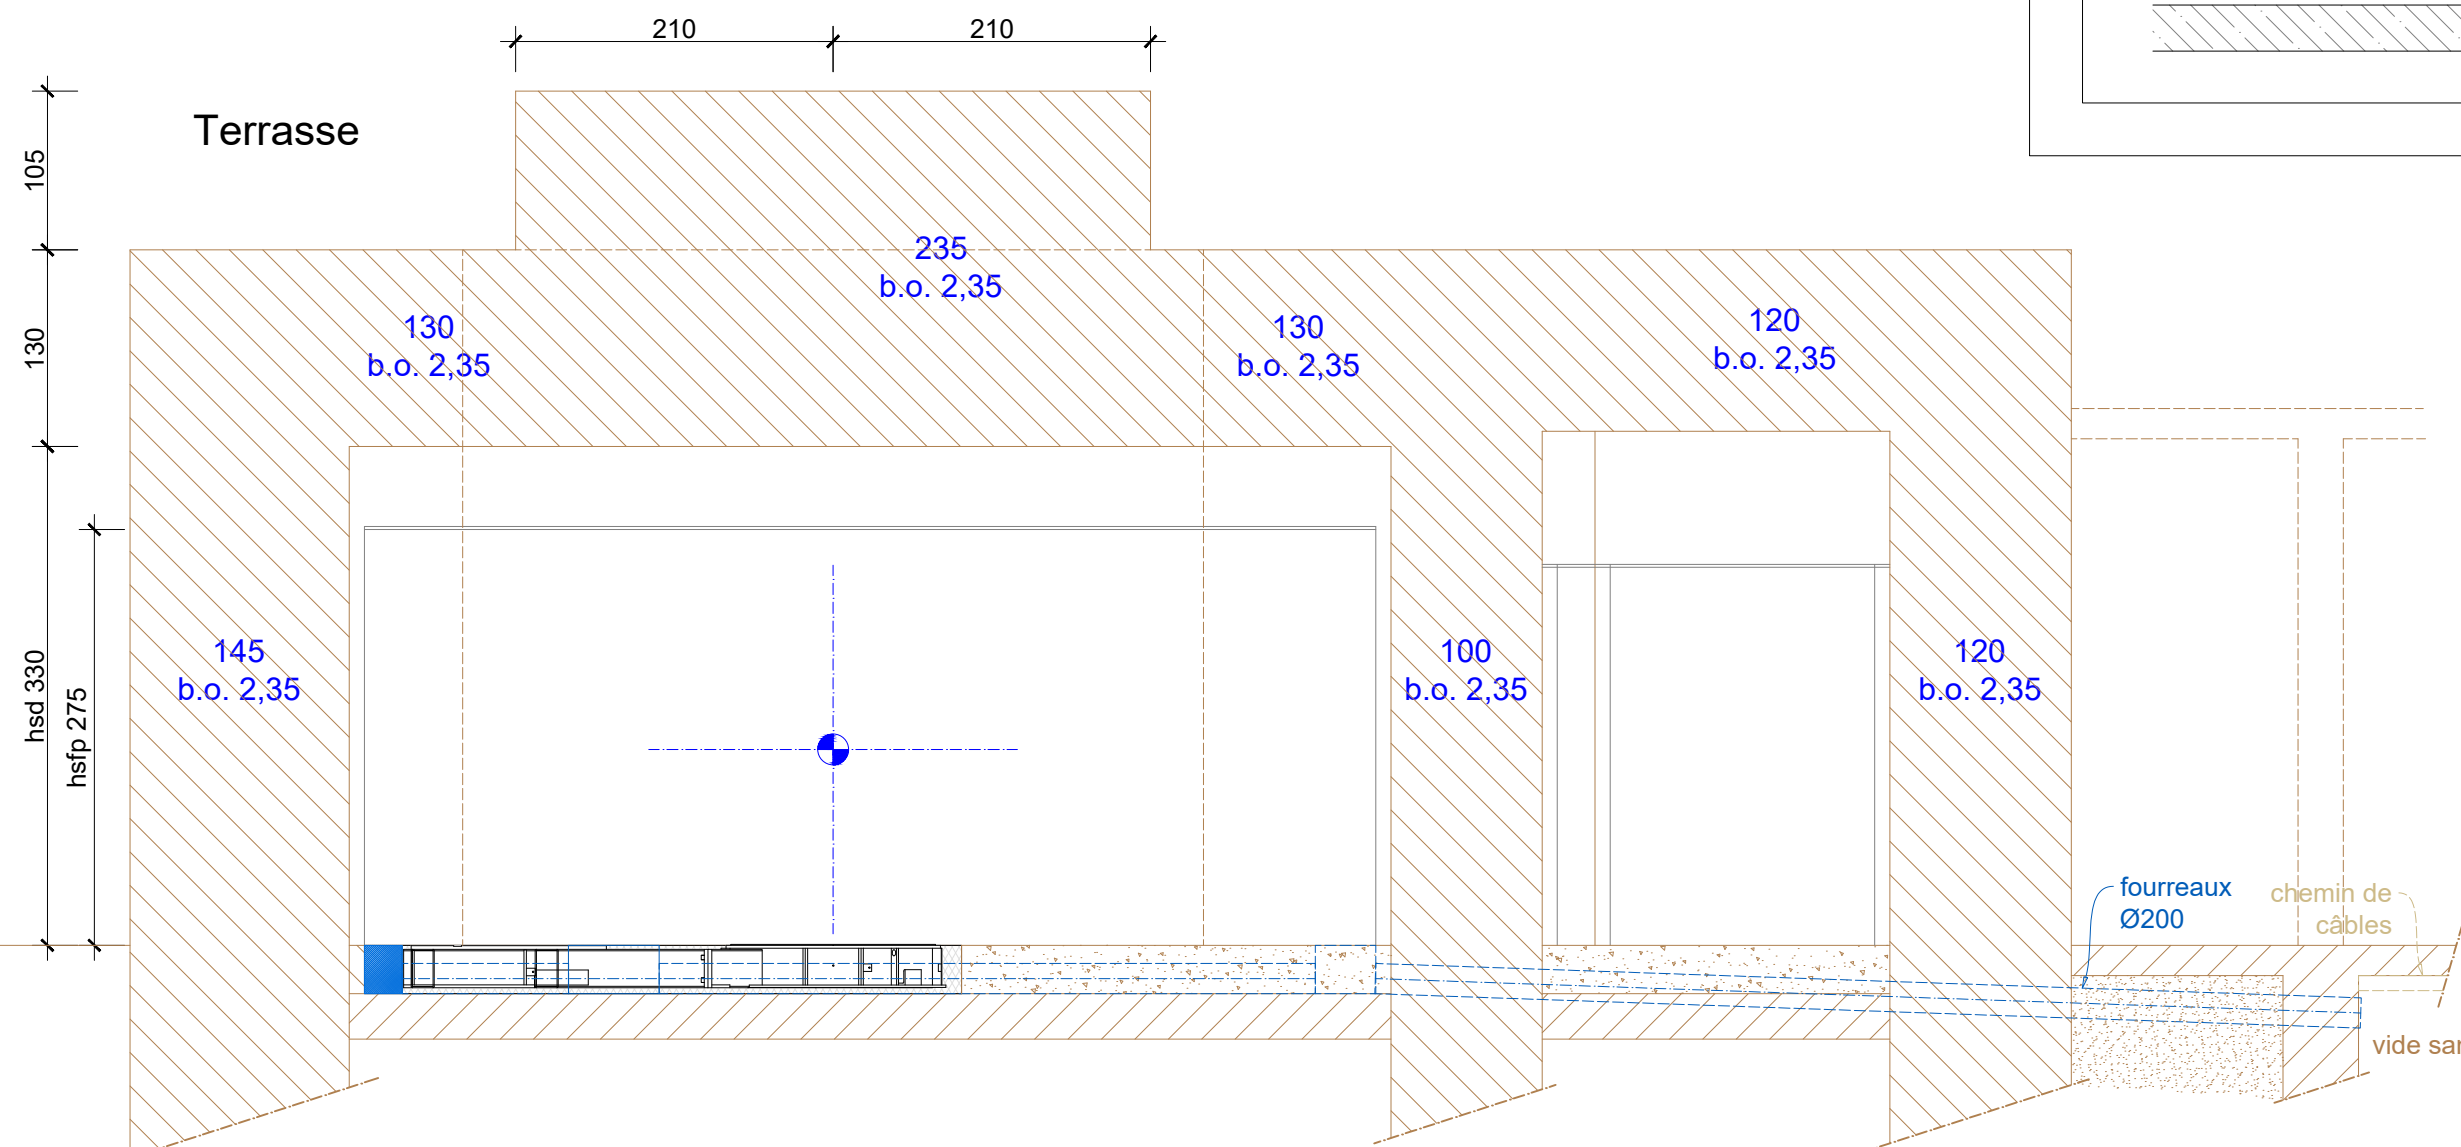 210
210
Terrasse
105
235
b.o. 2,35
130
b.o. 2,35
130
b.o. 2,35
120
b.o. 2,35
130
145
b.o. 2,35
100
b.o. 2,35
120
b.o. 2,35
hsd 330
hsfp 275
fourreaux
Ø200
chemin de
câbles
vide